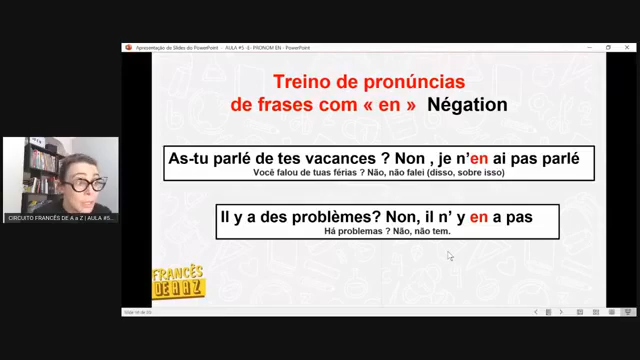 Apresentação de Slides do PowerPoint - AULA #5 -E PRONUM EN - PowerPoint
Treino de pronúncias
de frases com « en » Négation
As-tu parlé de tes vacances ? Non , je n'en ai pas parlé
Você falou de tuas férias ? Não, não falei (disso, sobre isso)
Il y a des problèmes? Non, il n' y en a pas
Há problemas ? Não, não tem.
CIRCUITO FRANCÊS DE A a Z | AULA #5...
FRANCÊS
DE A A Z